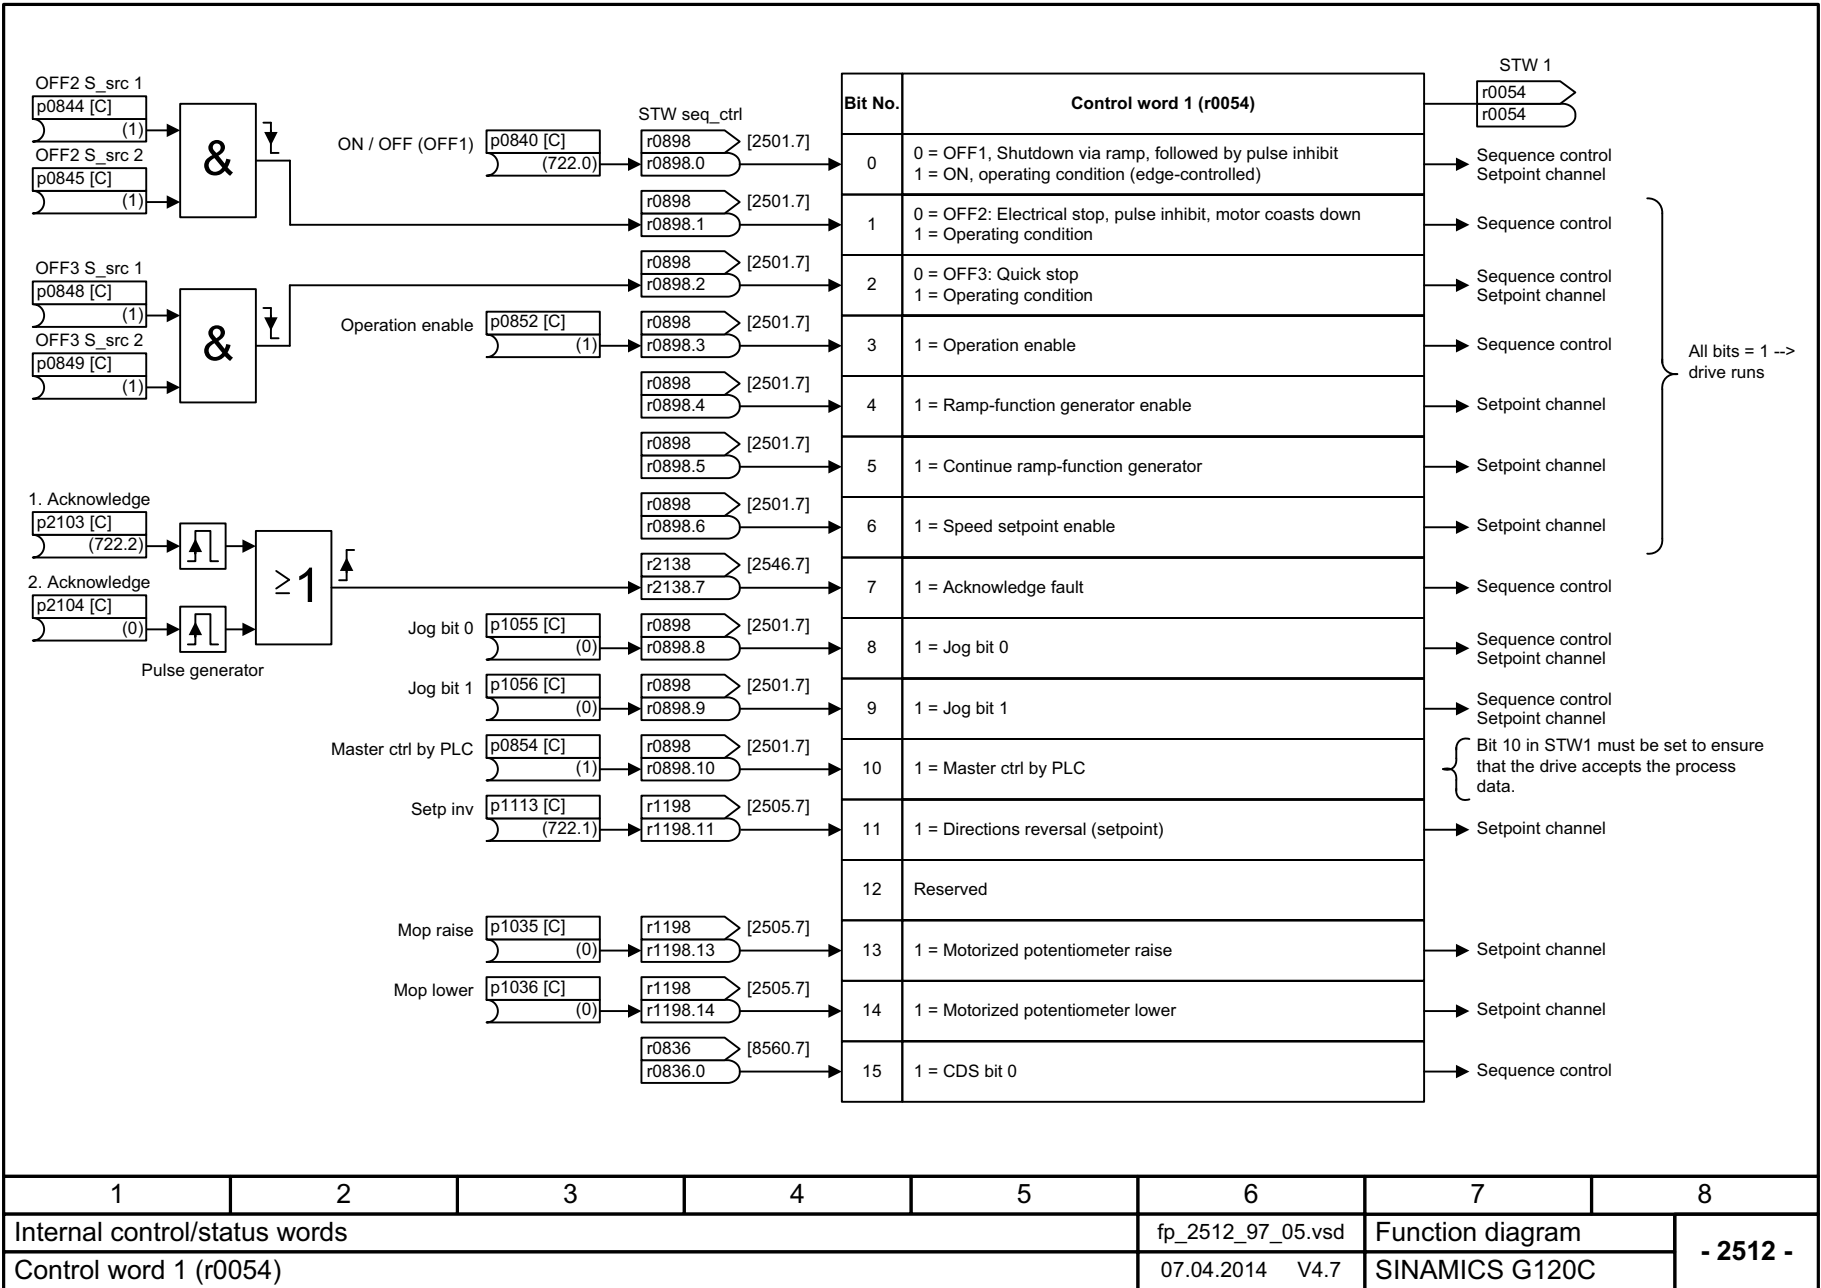 OFF2 S_src 1
p0844 [C]
(1)
OFF2 S_src 2
p0845 [C]
(1)
&
ON / OFF (OFF1)
p0840 [C]
(722.0)
STW seq_ctrl
r0898 [2501.7]
r0898.0
r0898 [2501.7]
r0898.1
OFF3 S_src 1
p0848 [C]
(1)
OFF3 S_src 2
p0849 [C]
(1)
&
r0898 [2501.7]
r0898.2
Operation enable
p0852 [C]
(1)
r0898 [2501.7]
r0898.3
r0898 [2501.7]
r0898.4
r0898 [2501.7]
r0898.5
r0898 [2501.7]
r0898.6
1. Acknowledge
p2103 [C]
(722.2)
2. Acknowledge
p2104 [C]
(0)
Pulse generator
≥1
r2138 [2546.7]
r2138.7
Jog bit 0
p1055 [C]
(0)
r0898 [2501.7]
r0898.8
Jog bit 1
p1056 [C]
(0)
r0898 [2501.7]
r0898.9
Master ctrl by PLC
p0854 [C]
(1)
r0898 [2501.7]
r0898.10
Setp inv
p1113 [C]
(722.1)
r1198 [2505.7]
r1198.11
Mop raise
p1035 [C]
(0)
r1198 [2505.7]
r1198.13
Mop lower
p1036 [C]
(0)
r1198 [2505.7]
r1198.14
r0836 [8560.7]
r0836.0
Bit No. Control word 1 (r0054)
STW 1
r0054
r0054
0 0 = OFF1, Shutdown via ramp, followed by pulse inhibit
1 = ON, operating condition (edge-controlled)
Sequence control
Setpoint channel
1 0 = OFF2: Electrical stop, pulse inhibit, motor coasts down
1 = Operating condition
Sequence control
2 0 = OFF3: Quick stop
1 = Operating condition
Sequence control
Setpoint channel
3 1 = Operation enable Sequence control
4 1 = Ramp-function generator enable Setpoint channel
5 1 = Continue ramp-function generator Setpoint channel
6 1 = Speed setpoint enable Setpoint channel
All bits = 1 -->
drive runs
7 1 = Acknowledge fault Sequence control
8 1 = Jog bit 0
Sequence control
Setpoint channel
9 1 = Jog bit 1
Sequence control
Setpoint channel
10 1 = Master ctrl by PLC
Bit 10 in STW1 must be set to ensure
that the drive accepts the process
data.
11 1 = Directions reversal (setpoint) Setpoint channel
12 Reserved
13 1 = Motorized potentiometer raise Setpoint channel
14 1 = Motorized potentiometer lower Setpoint channel
15 1 = CDS bit 0 Sequence control
1 2 3 4 5 6 7 8
Internal control/status words fp_2512_97_05.vsd Function diagram
- 2512 -
Control word 1 (r0054) 07.04.2014 V4.7 SINAMICS G120C